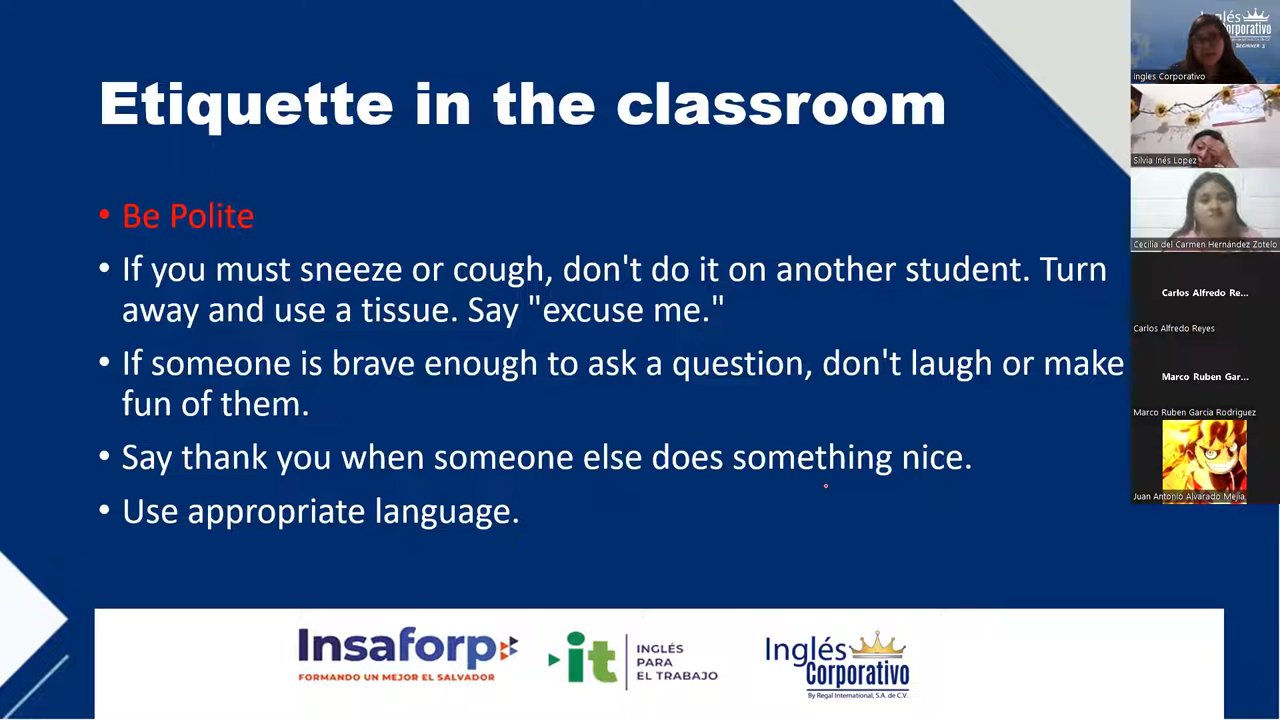 Etiquette in the classroom
• Be Polite
• If you must sneeze or cough, don't do it on another student. Turn
away and use a tissue. Say "excuse me."
• If someone is brave enough to ask a question, don't laugh or make
fun of them.
• Say thank you when someone else does something nice.
• Use appropriate language.
Insaforp
FORMANDO UN MEJOR EL SALVADOR
it
INGLÉS
PARA
EL TRABAJO
Inglés
Corporativo
By Regal International, S.A. de C.V.
Inglés
Corporativo
Ingles Corporativo
Silvia Inés Lopez
Cecilia del Carmen Hernández Zotelo
Carlos Alfredo Re...
Carlos Alfredo Reyes
Marco Ruben Gar...
Marco Ruben Garcia Rodriguez
Juan Antonio Alvarado Mejia